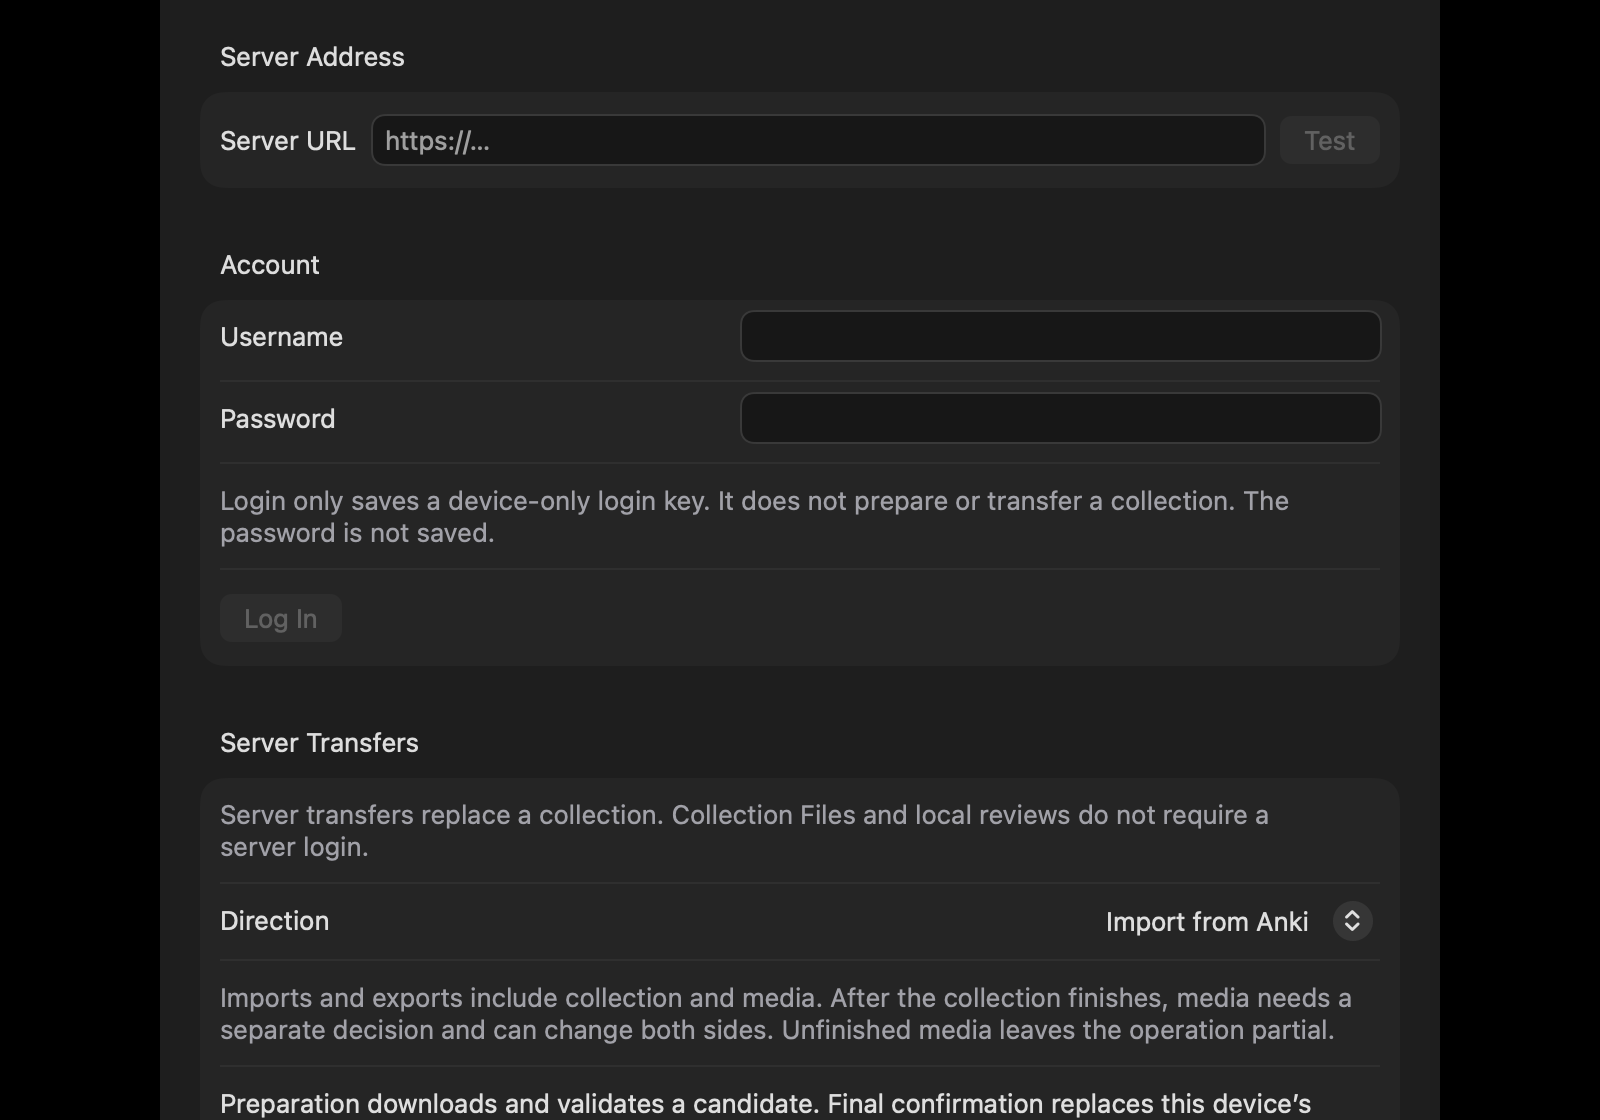 Server Address
Server URL https://... Test
Account
Username
Password
Login only saves a device-only login key. It does not prepare or transfer a collection. The
password is not saved.
Log In
Server Transfers
Server transfers replace a collection. Collection Files and local reviews do not require a
server login.
Direction Import from Anki
Imports and exports include collection and media. After the collection finishes, media needs a
separate decision and can change both sides. Unfinished media leaves the operation partial.
Preparation downloads and validates a candidate. Final confirmation replaces this device’s